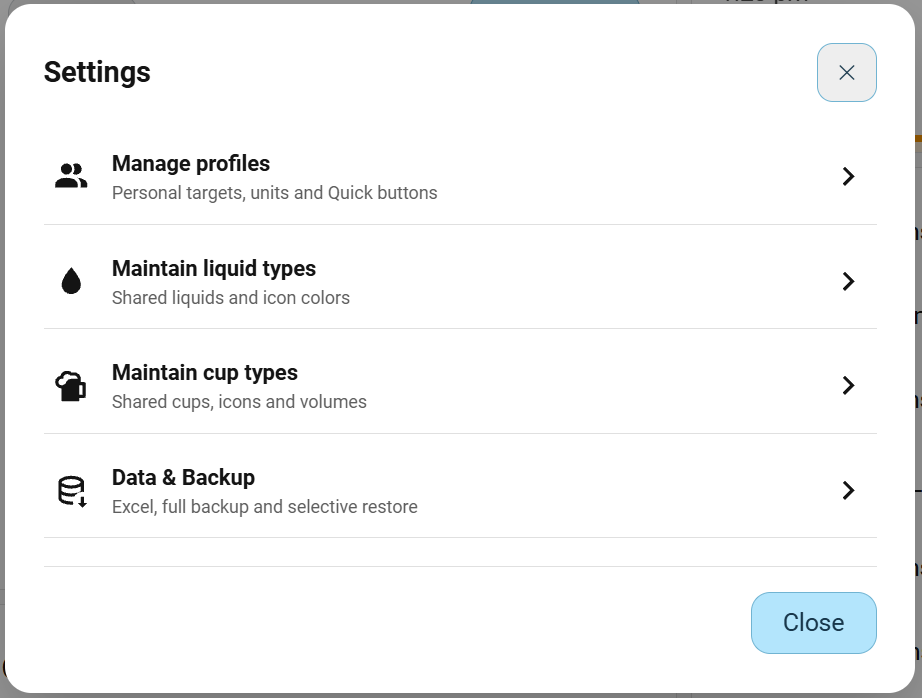 Settings
Manage profiles
Personal targets, units and Quick buttons
Maintain liquid types
Shared liquids and icon colors
Maintain cup types
Shared cups, icons and volumes
Data & Backup
Excel, full backup and selective restore
Close